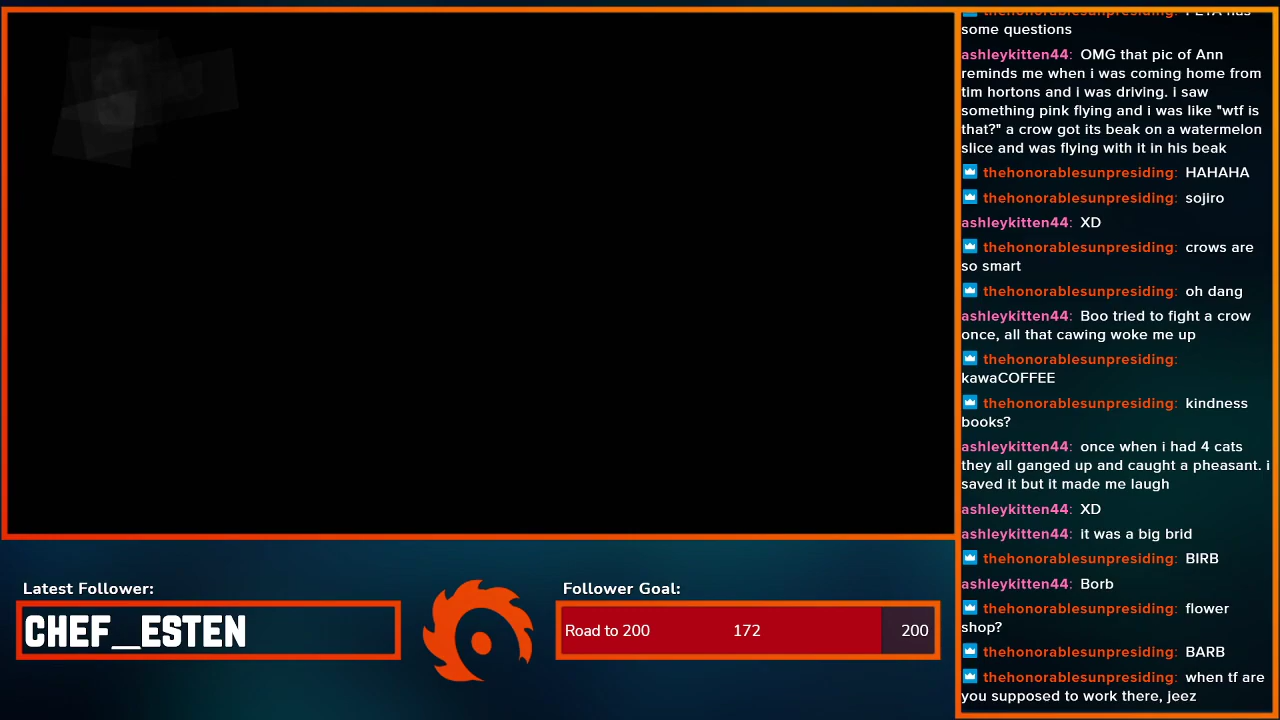 thehonorablesunpresiding: PETA has
some questions
ashleykitten44: OMG that pic of Ann
reminds me when i was coming home from
tim hortons and i was driving. i saw
something pink flying and i was like "wtf is
that?" a crow got its beak on a watermelon
slice and was flying with it in his beak
thehonorablesunpresiding: HAHAHA
thehonorablesunpresiding: sojiro
ashleykitten44: XD
thehonorablesunpresiding: crows are
so smart
thehonorablesunpresiding: oh dang
ashleykitten44: Boo tried to fight a crow
once, all that cawing woke me up
thehonorablesunpresiding:
kawaCOFFEE
thehonorablesunpresiding: kindness
books?
ashleykitten44: once when i had 4 cats
they all ganged up and caught a pheasant. i
saved it but it made me laugh
ashleykitten44: XD
ashleykitten44: it was a big brid
thehonorablesunpresiding: BIRB
ashleykitten44: Borb
thehonorablesunpresiding: flower
shop?
thehonorablesunpresiding: BARB
thehonorablesunpresiding: when tf are
you supposed to work there, jeez
Latest Follower:
CHEF_ESTEN
Follower Goal:
Road to 200 172 200